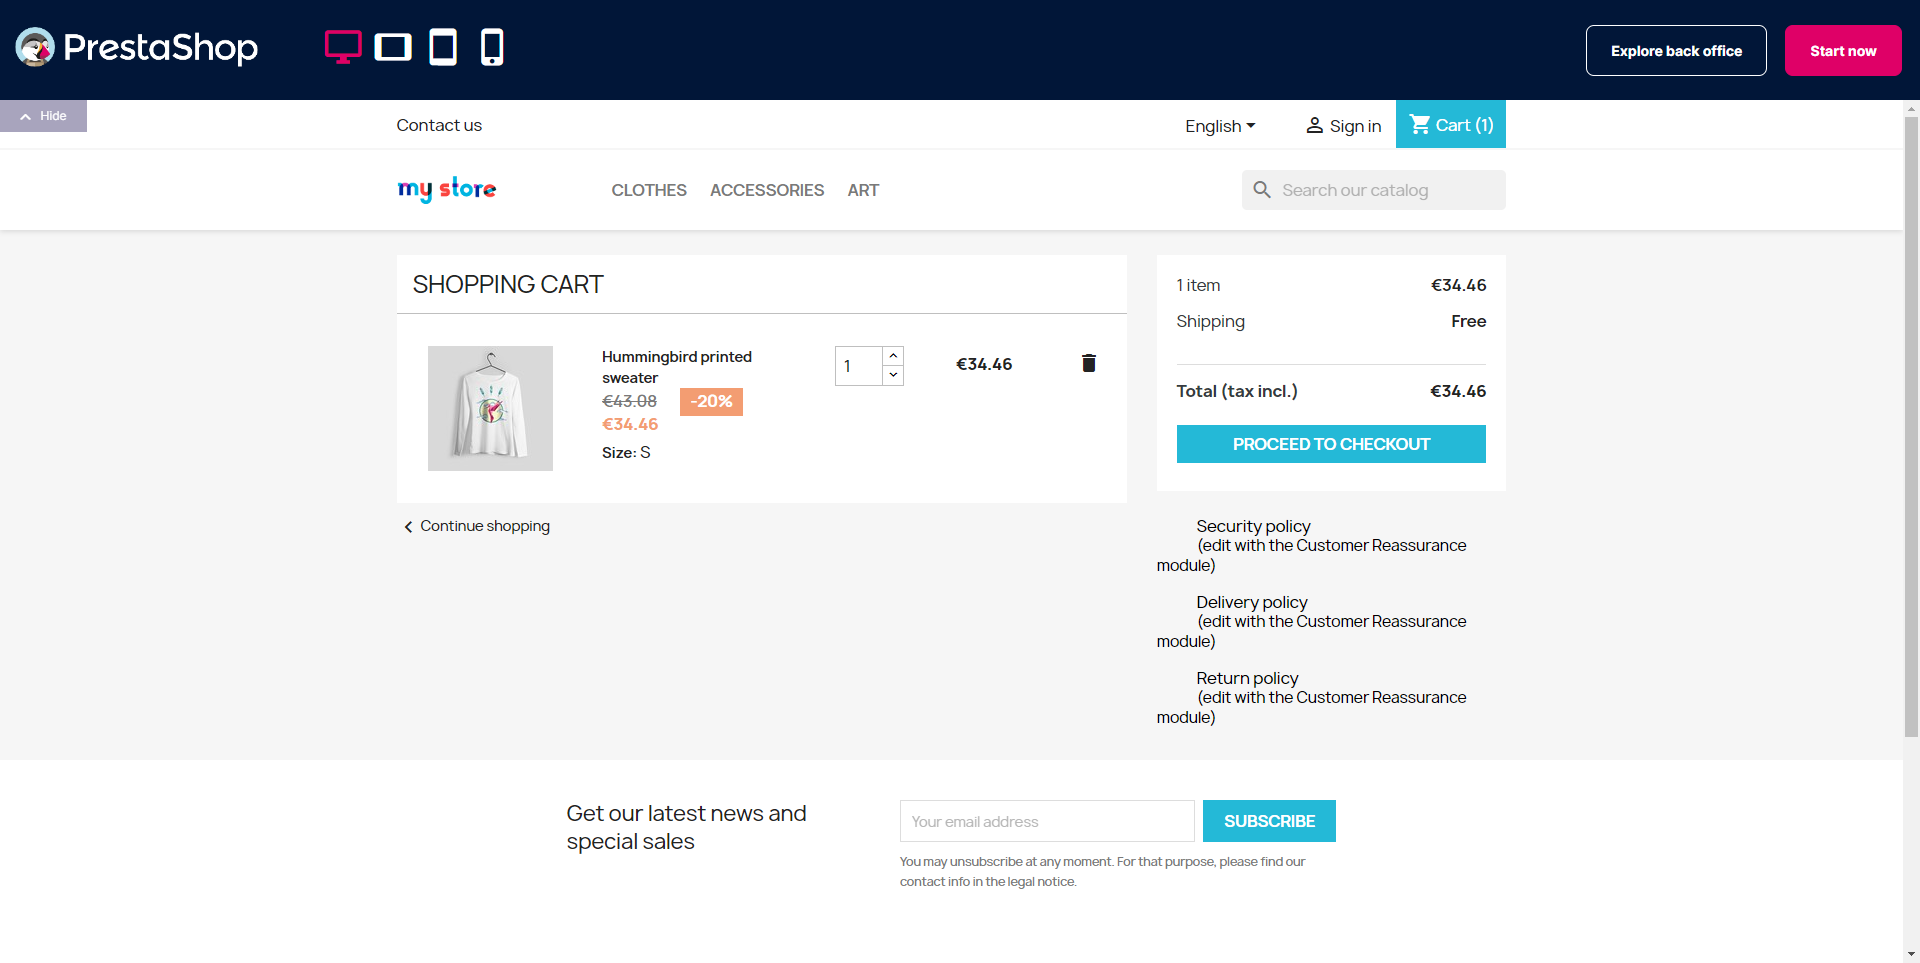 PrestaShop
Explore back office
Start now
Hide
Contact us
English
Sign in
Cart (1)
my store
CLOTHES
ACCESSORIES
ART
Search our catalog
SHOPPING CART
Hummingbird printed
sweater
€43.08
-20%
€34.46
Size: S
1
€34.46
1 item
€34.46
Shipping
Free
Total (tax incl.)
€34.46
PROCEED TO CHECKOUT
Continue shopping
Security policy
(edit with the Customer Reassurance
module)
Delivery policy
(edit with the Customer Reassurance
module)
Return policy
(edit with the Customer Reassurance
module)
Get our latest news and
special sales
Your email address
SUBSCRIBE
You may unsubscribe at any moment. For that purpose, please find our
contact info in the legal notice.